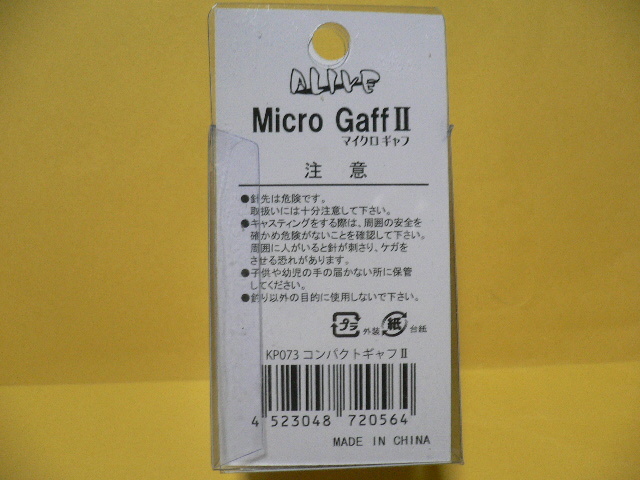 ALIVE
Micro Gaff II
マイクロギャフ
注 意
●針先は危険です。
取扱いには十分注意して下さい。
●キャスティングをする際は、周囲の安全を
確かめ危険がないことを確認して下さい。
周囲に人がいると針が刺さり、ケガを
させる恐れがあります。
●子供や幼児の手の届かない所に保管
してください。
●釣り以外の目的に使用しないで下さい。
プラ 外装 紙 台紙
KP073 コンパクトギャフⅡ
4 523048 720564
MADE IN CHINA